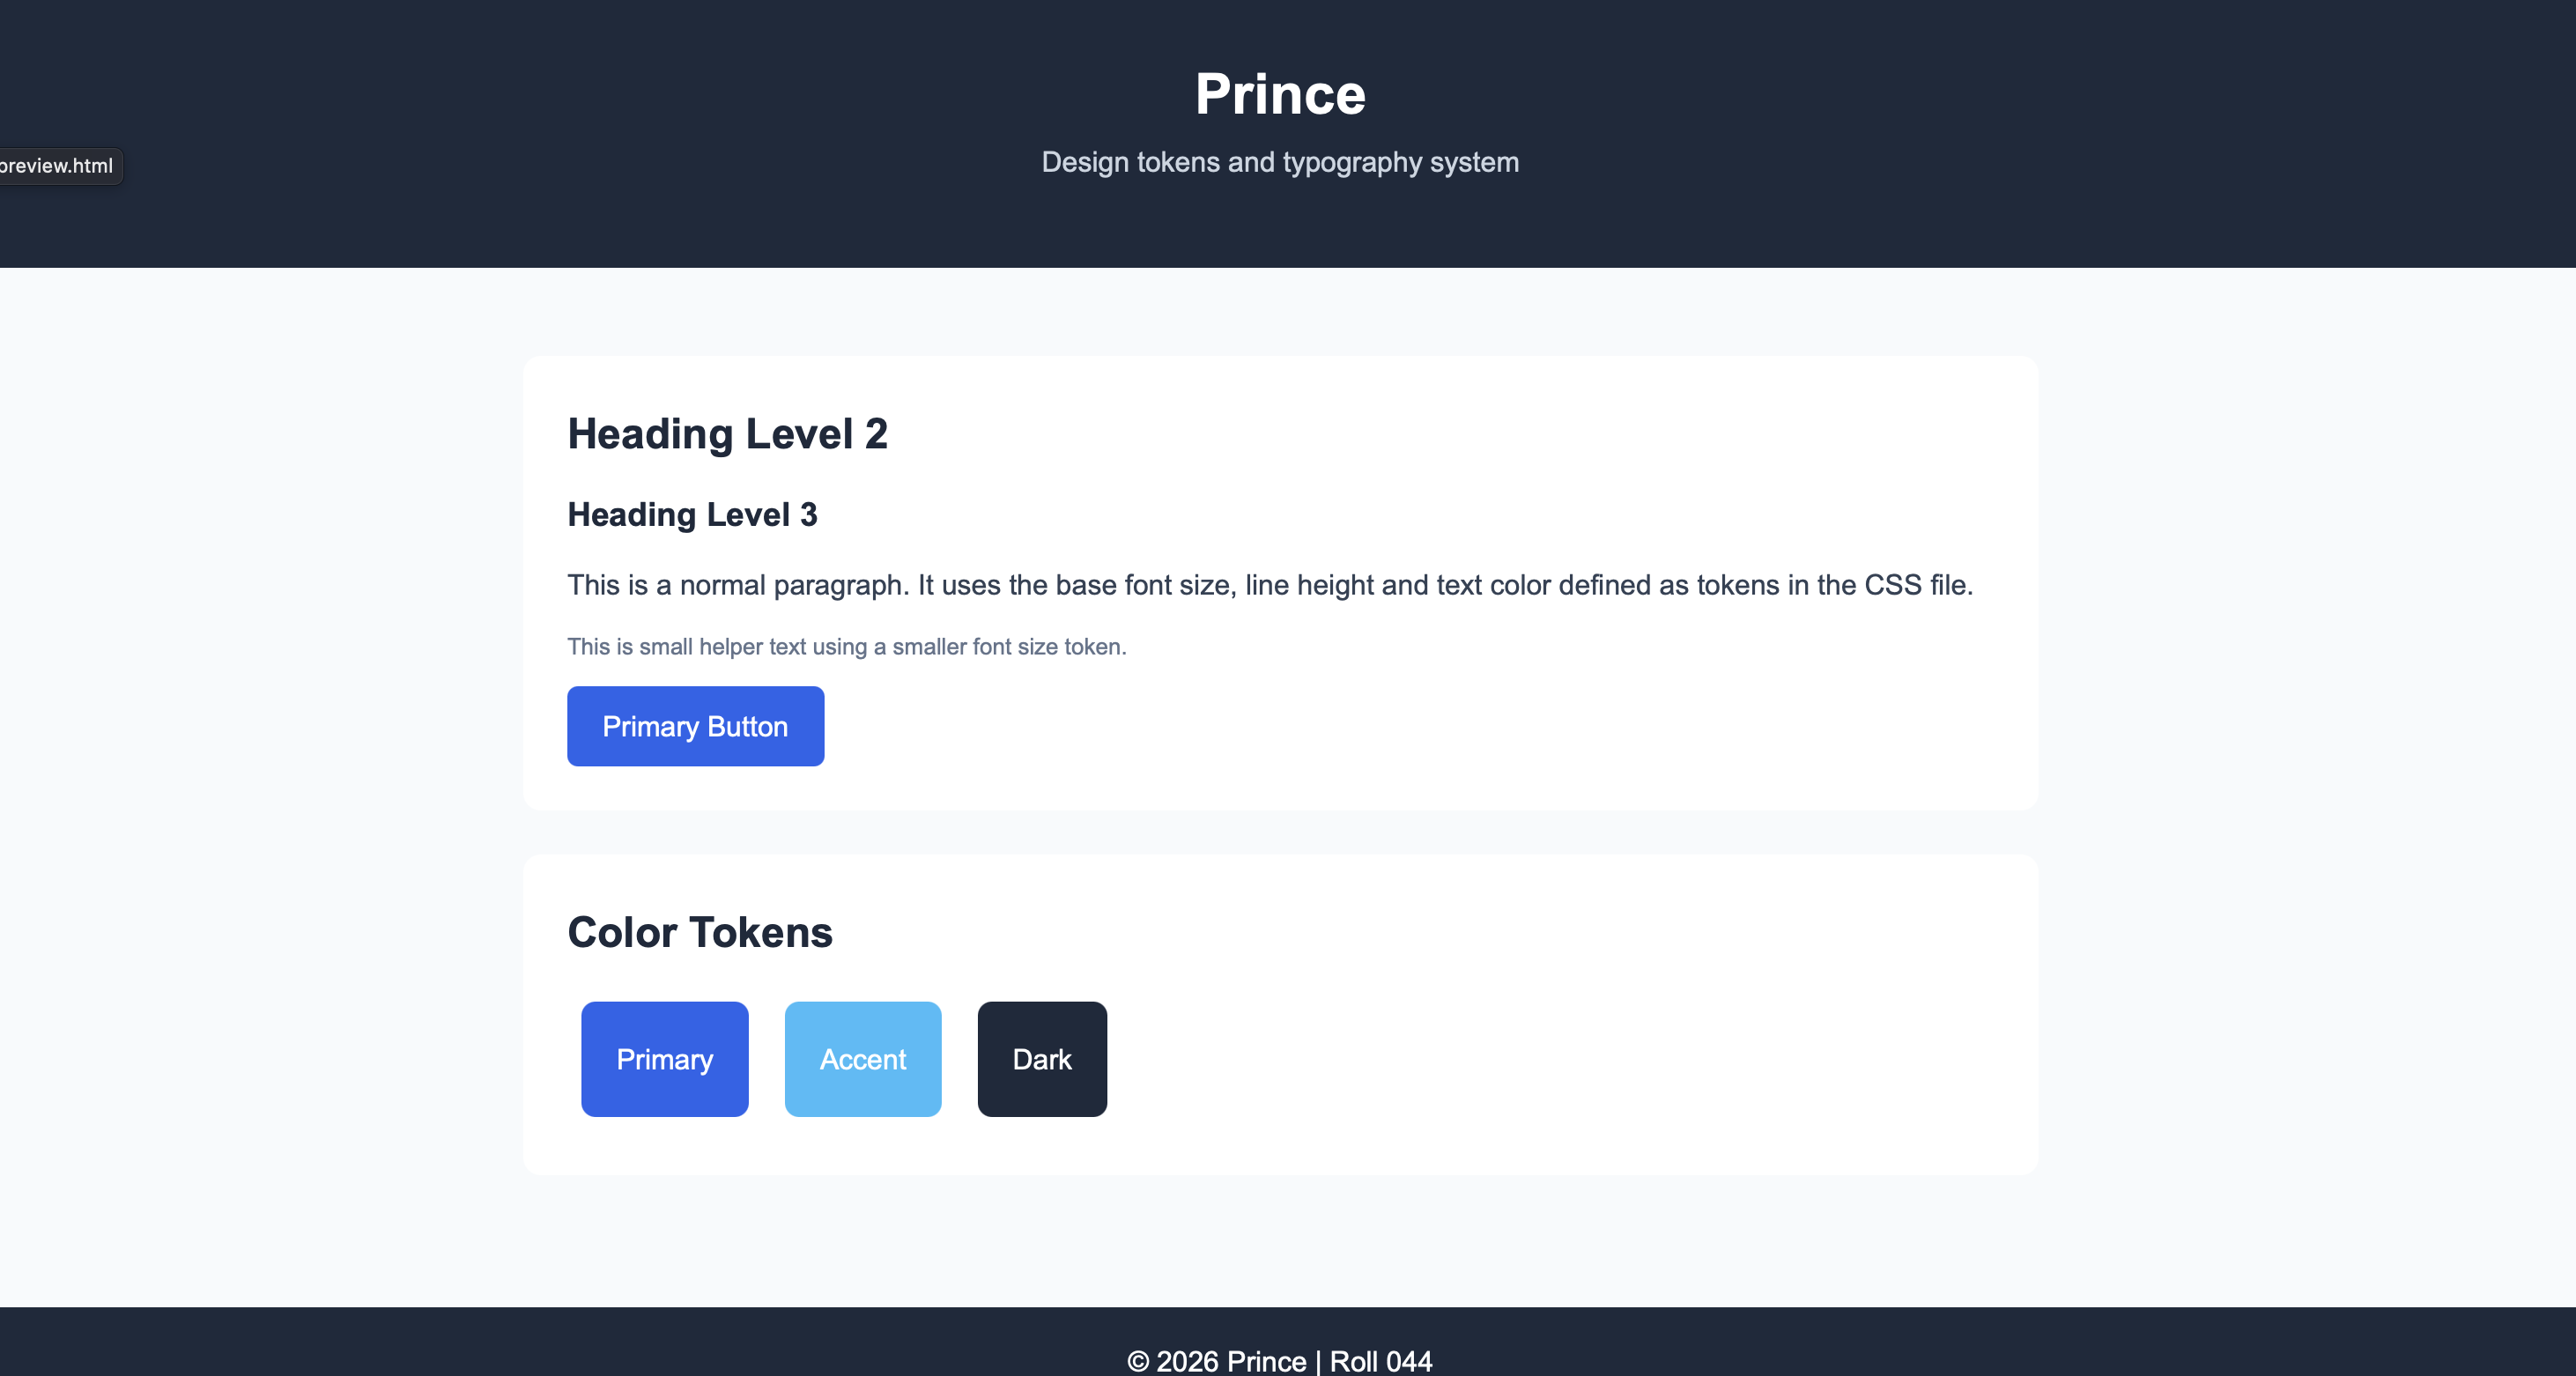 Prince
Design tokens and typography system
preview.html
Heading Level 2
Heading Level 3
This is a normal paragraph. It uses the base font size, line height and text color defined as tokens in the CSS file.
This is small helper text using a smaller font size token.
Primary Button
Color Tokens
Primary
Accent
Dark
© 2026 Prince | Roll 044